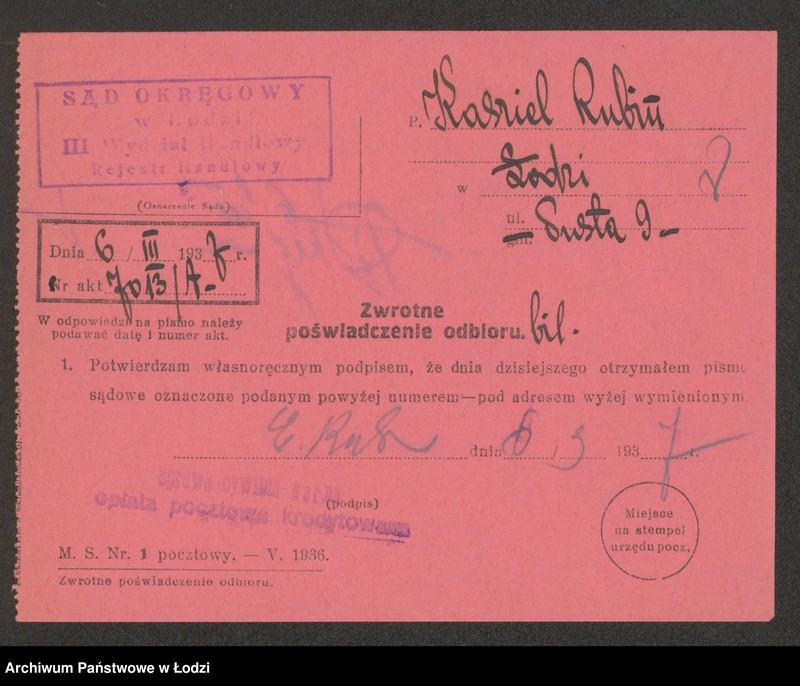 SĄD OKRĘGOWY
w Łodzi
III Wydział Handlowy
Rejestr Handlowy
(Oznaczenie Sądu)
P. Kasriel Rubin
w Łodzi
ul.
gm. Pusta 9
Dnia 6 / III 1937 r.
Nr akt 7013/A
W odpowiedzi na pismo należy
podawać datę i numer akt.
Zwrotne
poświadczenie odbioru. bil.
1. Potwierdzam własnoręcznym podpisem, że dnia dzisiejszego otrzymałem pismo
sądowe oznaczone podanym powyżej numerem—pod adresem wyżej wymienionym.
dnia 8 / 3 1937 r.
(podpis)
opłata pocztowa kredytowana
Miejsce
na stempel
urzędu pocz.
M. S. Nr. 1 pocztowy. — V. 1936.
Zwrotne poświadczenie odbioru.
Archiwum Państwowe w Łodzi